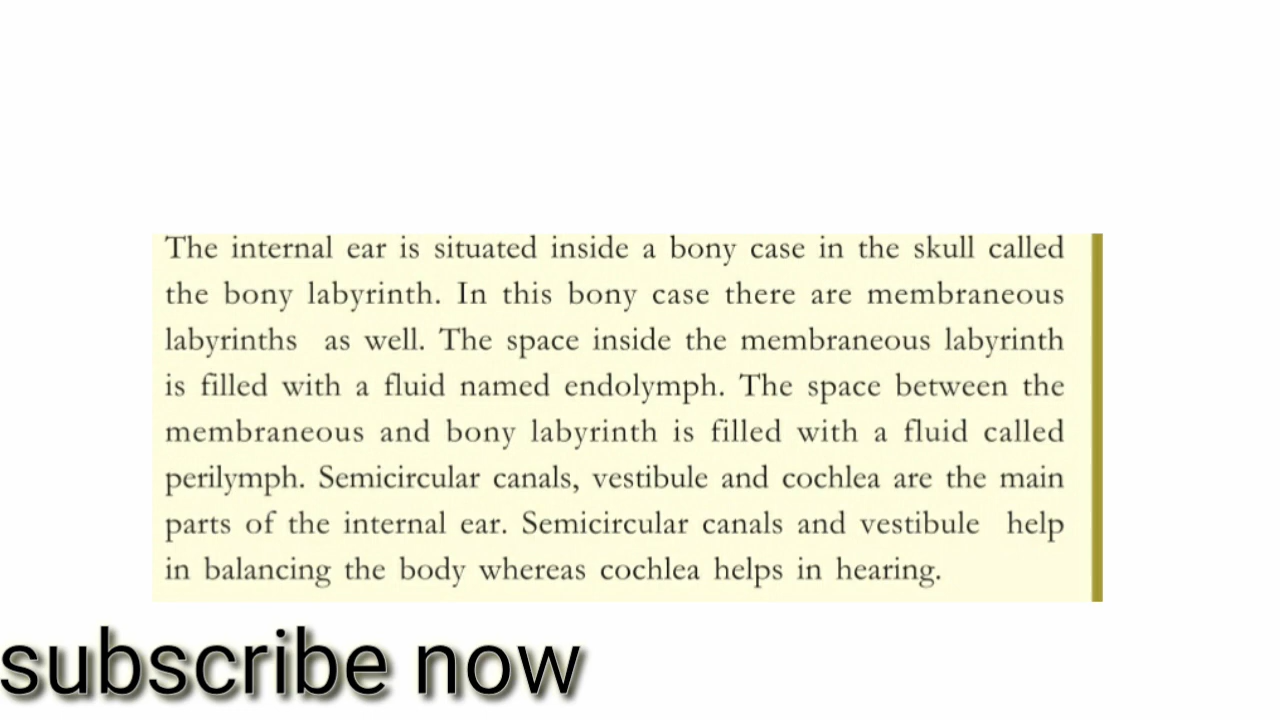 The internal ear is situated inside a bony case in the skull called
the bony labyrinth. In this bony case there are membraneous
labyrinths as well. The space inside the membraneous labyrinth
is filled with a fluid named endolymph. The space between the
membraneous and bony labyrinth is filled with a fluid called
perilymph. Semicircular canals, vestibule and cochlea are the main
parts of the internal ear. Semicircular canals and vestibule help
in balancing the body whereas cochlea helps in hearing.
subscribe now